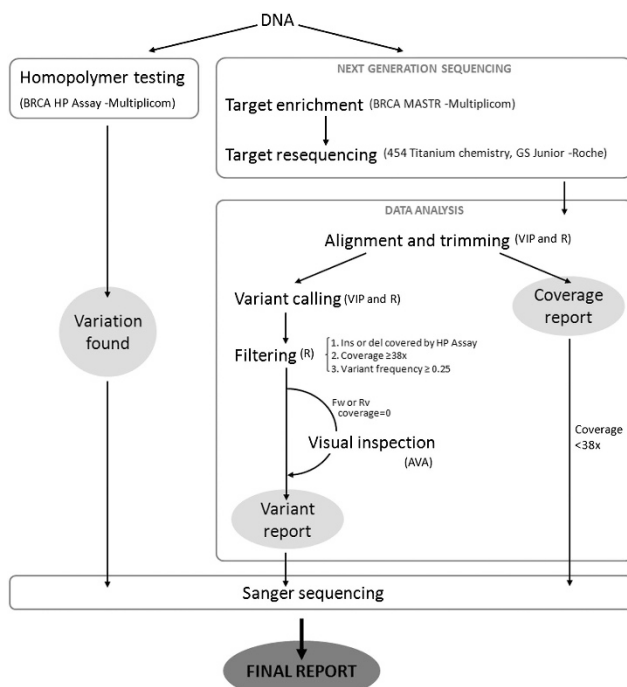 DNA
Homopolymer testing
(BRCA HP Assay -Multiplicom)
NEXT GENERATION SEQUENCING
Target enrichment (BRCA MASTR -Multiplicom)
Target resequencing (454 Titanium chemistry, GS Junior -Roche)
DATA ANALYSIS
Alignment and trimming (VIP and R)
Variant calling (VIP and R)
Coverage
report
Variation
found
Filtering (R)
1. Ins or del covered by HP Assay
2. Coverage ≥38x
3. Variant frequency ≥ 0.25
Fw or Rv
coverage=0
Visual inspection
(AVA)
Coverage
<38x
Variant
report
Sanger sequencing
FINAL REPORT